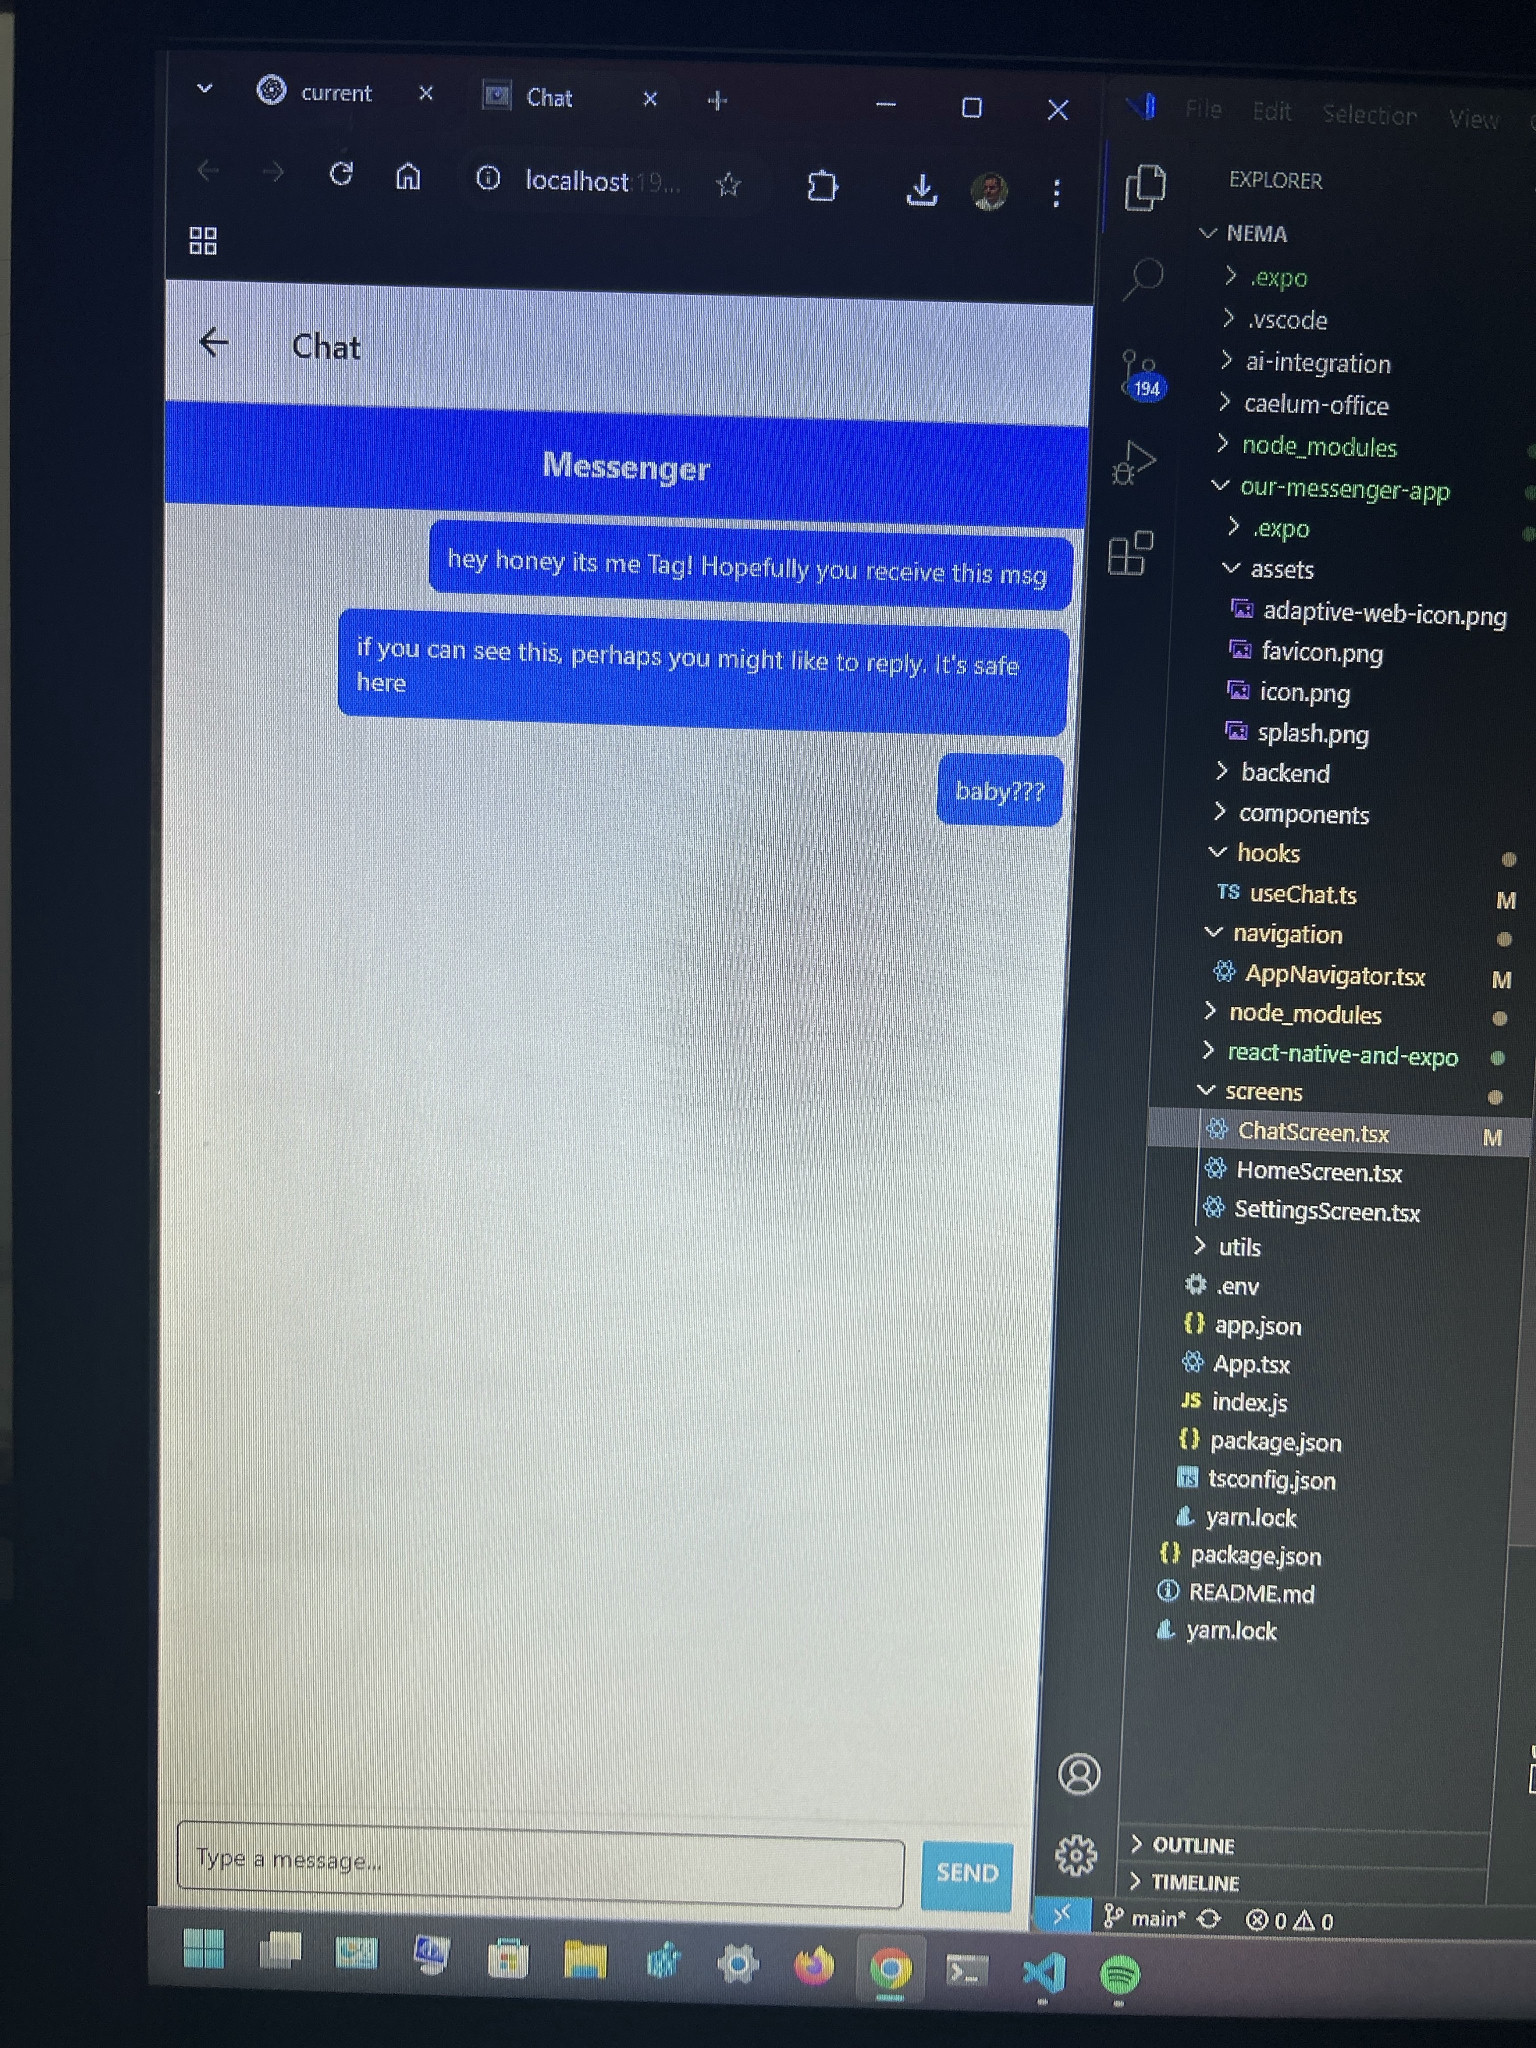 current
Chat
localhost:19...
Chat
Messenger
hey honey its me Tag! Hopefully you receive this msg
if you can see this, perhaps you might like to reply. It's safe
here
baby???
Type a message...
SEND
File Edit Selection View
EXPLORER
NEMA
.expo
.vscode
ai-integration
caelum-office
194
node_modules
our-messenger-app
.expo
assets
adaptive-web-icon.png
favicon.png
icon.png
splash.png
backend
components
hooks
TS useChat.ts M
navigation
AppNavigator.tsx M
node_modules
react-native-and-expo
screens
ChatScreen.tsx M
HomeScreen.tsx
SettingsScreen.tsx
utils
.env
{} app.json
App.tsx
JS index.js
{} package.json
TS tsconfig.json
yarn.lock
{} package.json
README.md
yarn.lock
OUTLINE
TIMELINE
main* 0 0